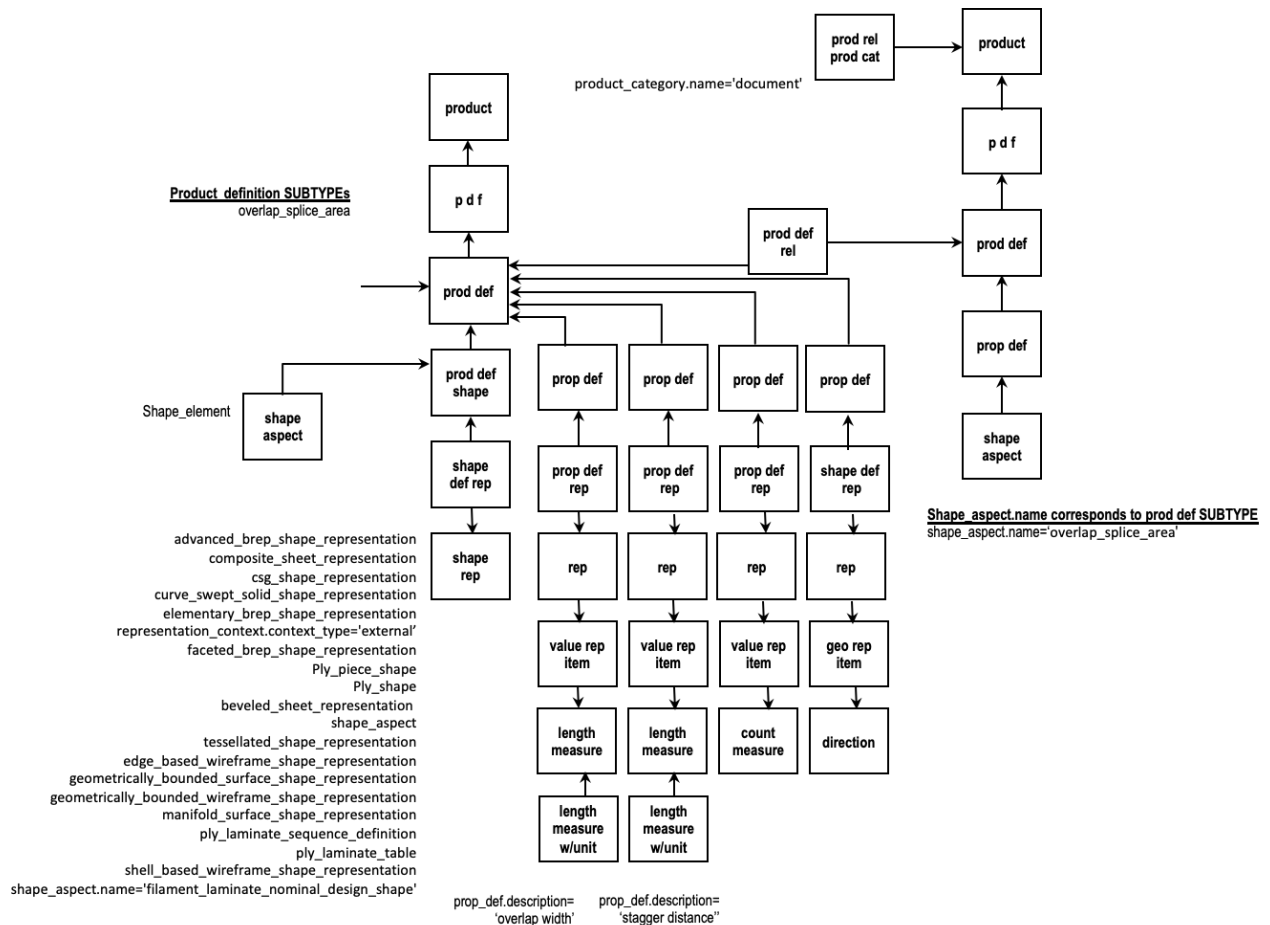 prod rel
prod cat
product
product_category.name='document'
product
p d f
Product_definition SUBTYPEs
overlap_splice_area
p d f
prod def
rel
prod def
prod def
prop def
prod def
shape
prop def
prop def
prop def
prop def
Shape_element
shape
aspect
shape
aspect
shape
def rep
prop def
rep
prop def
rep
prop def
rep
shape def
rep
Shape_aspect.name corresponds to prod def SUBTYPE
shape_aspect.name='overlap_splice_area'
shape
rep
rep
rep
rep
rep
advanced_brep_shape_representation
composite_sheet_representation
csg_shape_representation
curve_swept_solid_shape_representation
elementary_brep_shape_representation
representation_context.context_type='external’
faceted_brep_shape_representation
Ply_piece_shape
Ply_shape
beveled_sheet_representation
shape_aspect
tessellated_shape_representation
edge_based_wireframe_shape_representation
geometrically_bounded_surface_shape_representation
geometrically_bounded_wireframe_shape_representation
manifold_surface_shape_representation
ply_laminate_sequence_definition
ply_laminate_table
shell_based_wireframe_shape_representation
shape_aspect.name='filament_laminate_nominal_design_shape'
value rep
item
value rep
item
value rep
item
geo rep
item
length
measure
length
measure
count
measure
direction
length
measure
w/unit
length
measure
w/unit
prop_def.description=
‘overlap width’
prop_def.description=
‘stagger distance’’